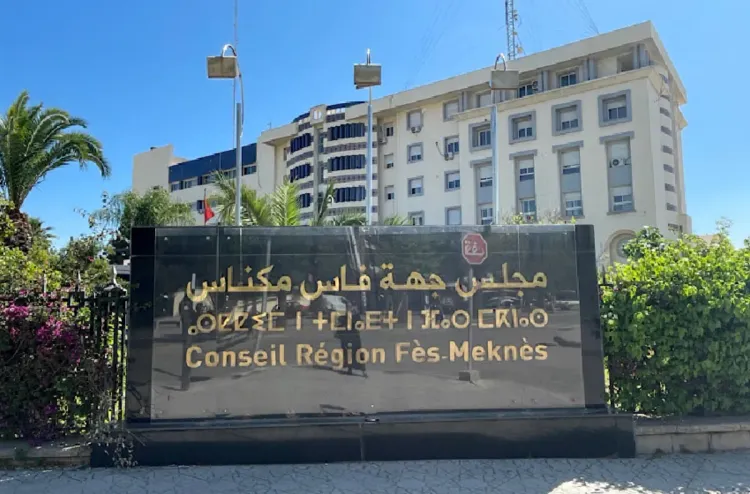 مجلس جهة فاس مكناس
ⴰⵙⵇⵇⵉⵎ ⵏ ⵜⵎⵏⴰⴹⵜ ⵏ ⴼⴰⵙ ⵎⴽⵏⴰⵙ
Conseil Région Fès-Meknès